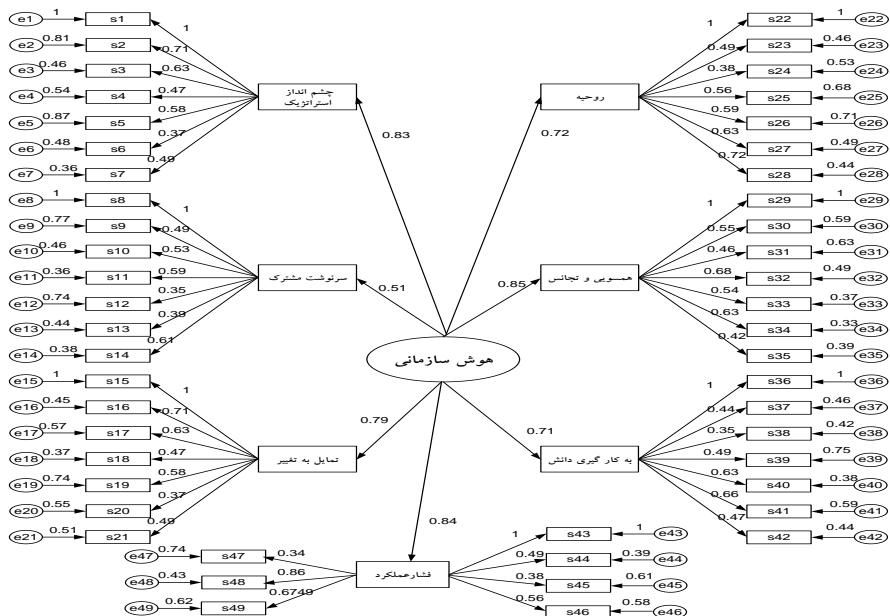 e1 1 s1 1
e2 0.81 s2 0.71
e3 0.46 s3 0.63
e4 0.54 s4 0.47
e5 0.87 s5 0.58
e6 0.48 s6 0.37
e7 0.36 s7 0.49
چشم انداز
استراتژیک
0.83
e8 1 s8 1
e9 0.77 s9 0.49
e10 0.46 s10 0.53
e11 0.36 s11 0.59
e12 0.74 s12 0.35
e13 0.44 s13 0.39
e14 0.38 s14 0.61
سرنوشت مشترک
0.51
e15 1 s15 1
e16 0.45 s16 0.71
e17 0.57 s17 0.63
e18 0.37 s18 0.47
e19 0.74 s19 0.58
e20 0.55 s20 0.37
e21 0.51 s21 0.49
تمایل به تغییر
0.79
هوش سازمانی
روحیه
0.72
1 s22 1 e22
0.49 s23 0.46 e23
0.38 s24 0.53 e24
0.56 s25 0.68 e25
0.59 s26 0.71 e26
0.63 s27 0.49 e27
0.72 s28 0.44 e28
همسویی و تجانس
0.85
1 s29 1 e29
0.55 s30 0.59 e30
0.46 s31 0.63 e31
0.68 s32 0.49 e32
0.54 s33 0.37 e33
0.63 s34 0.33 e34
0.42 s35 0.39 e35
به کار گیری دانش
0.71
1 s36 1 e36
0.44 s37 0.46 e37
0.35 s38 0.42 e38
0.49 s39 0.75 e39
0.63 s40 0.38 e40
0.66 s41 0.59 e41
0.47 s42 0.44 e42
0.84
فشارعملکرد
e47 0.74 s47 0.34
e48 0.43 s48 0.86
e49 0.62 s49 0.6749
1 s43 1 e43
0.49 s44 0.39 e44
0.38 s45 0.61 e45
0.56 s46 0.58 e46